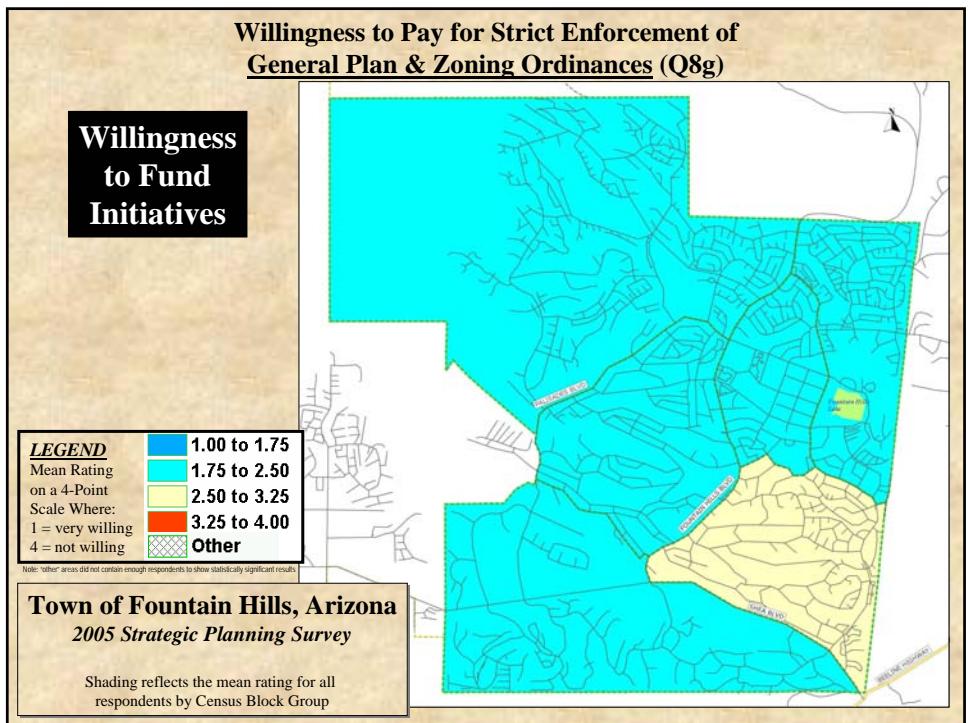 Willingness to Pay for Strict Enforcement of
General Plan & Zoning Ordinances (Q8g)
Willingness
to Fund
Initiatives
PALISADES BLVD
Fountain Hills
Lake
FOUNTAIN HILLS BLVD
SHEA BLVD
BEELINE HIGHWAY
LEGEND
Mean Rating
on a 4-Point
Scale Where:
1 = very willing
4 = not willing
1.00 to 1.75
1.75 to 2.50
2.50 to 3.25
3.25 to 4.00
Other
Note: "other" areas did not contain enough respondents to show statistically significant results
Town of Fountain Hills, Arizona
2005 Strategic Planning Survey
Shading reflects the mean rating for all
respondents by Census Block Group